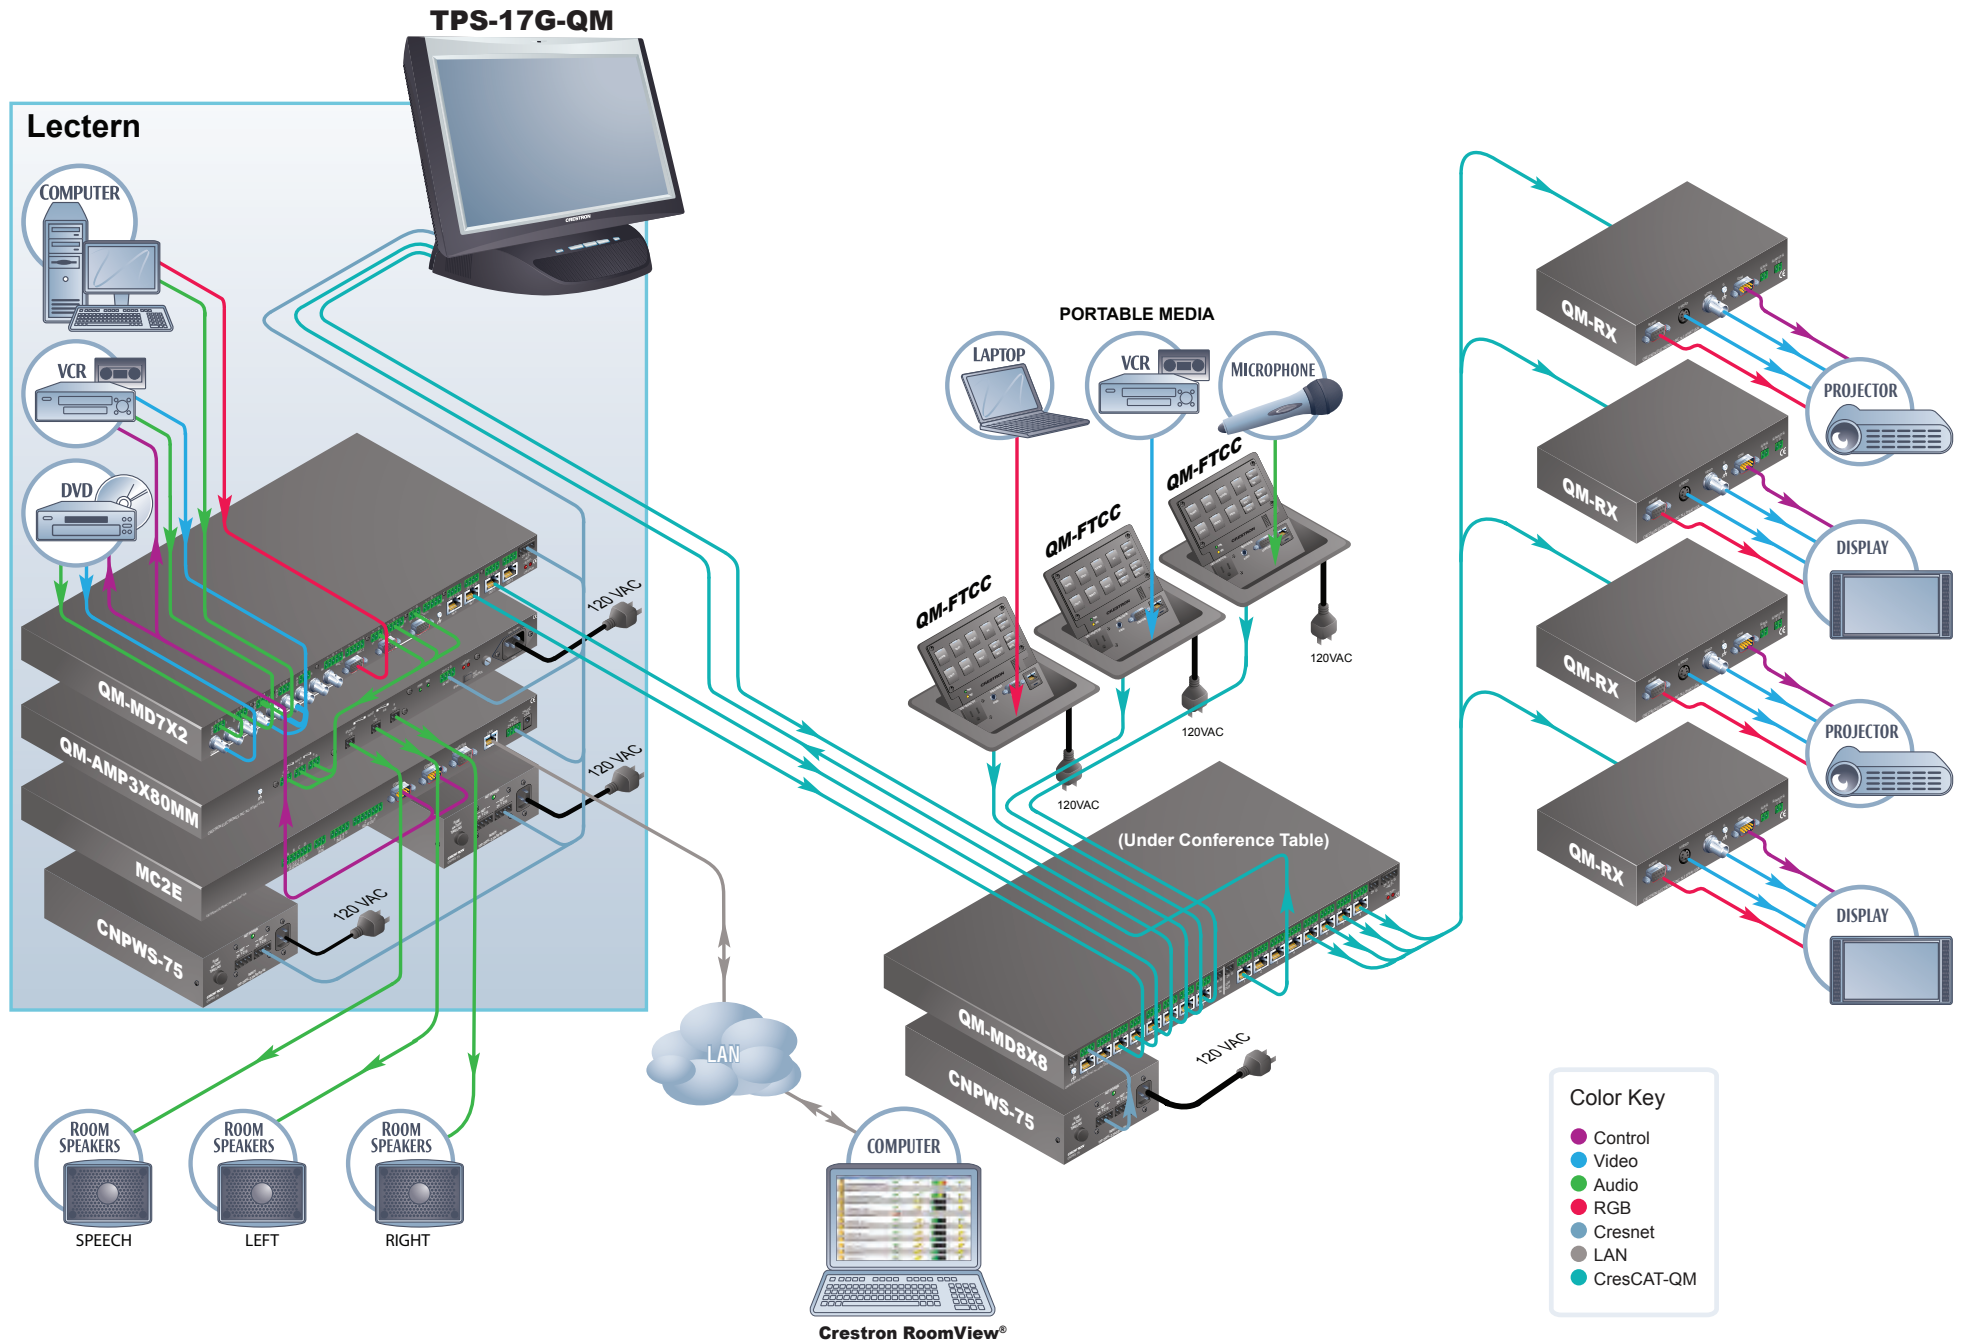 TPS-17G-QM
Lectern
COMPUTER
VCR
DVD
CRESTRON
QM-MD7X2
QM-AMP3X80MM
MC2E
CNPWS-75
120 VAC
120 VAC
120 VAC
ROOM
SPEAKERS
SPEECH
ROOM
SPEAKERS
LEFT
ROOM
SPEAKERS
RIGHT
LAN
COMPUTER
Crestron RoomView®
PORTABLE MEDIA
LAPTOP
VCR
MICROPHONE
QM-FTCC
QM-FTCC
QM-FTCC
120VAC
120VAC
120VAC
(Under Conference Table)
QM-MD8X8
CNPWS-75
120 VAC
QM-RX
PROJECTOR
QM-RX
DISPLAY
QM-RX
PROJECTOR
QM-RX
DISPLAY
Color Key
Control
Video
Audio
RGB
Cresnet
LAN
CresCAT-QM